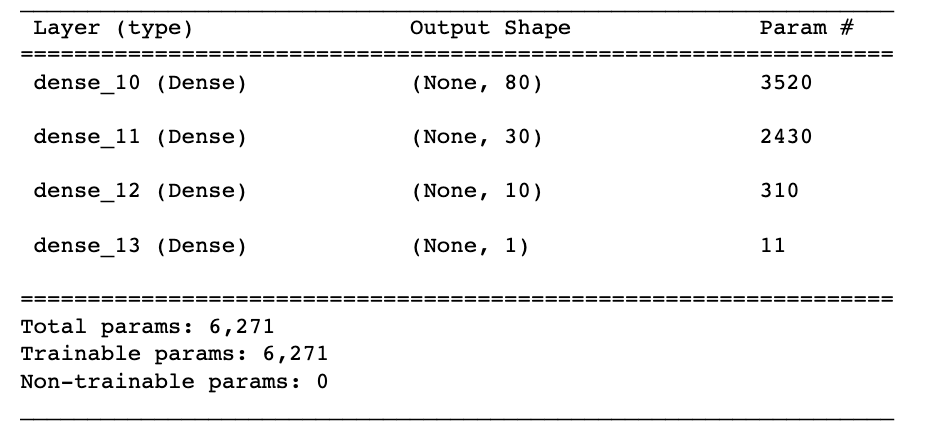 Layer (type) Output Shape Param #
=================================================================
dense_10 (Dense) (None, 80) 3520
dense_11 (Dense) (None, 30) 2430
dense_12 (Dense) (None, 10) 310
dense_13 (Dense) (None, 1) 11
=================================================================
Total params: 6,271
Trainable params: 6,271
Non-trainable params: 0